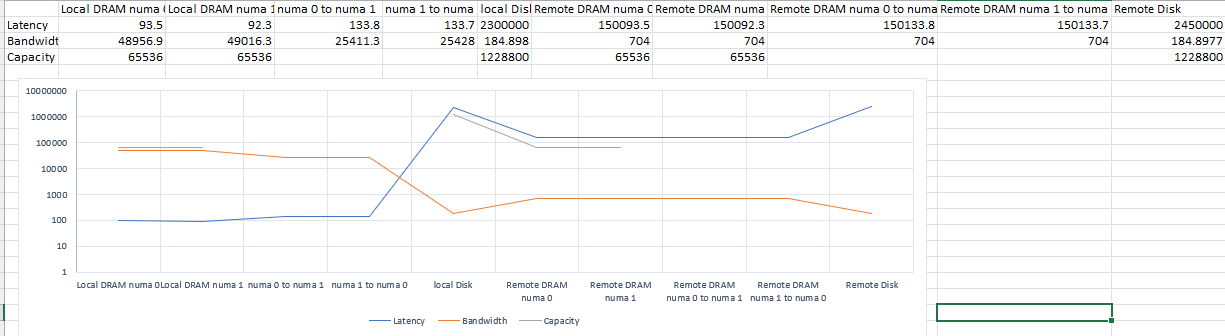 Local DRAM numa Local DRAM numa 1 numa 0 to numa 1 numa 1 to numa local Disk Remote DRAM numa 0 Remote DRAM numa Remote DRAM numa 0 to numa Remote DRAM numa 1 to numa Remote Disk
Latency 93.5 92.3 133.8 133.7 2300000 150093.5 150092.3 150133.8 150133.7 2450000
Bandwidt 48956.9 49016.3 25411.3 25428 184.898 704 704 704 704 184.8977
Capacity 65536 65536 1228800 65536 65536 1228800
10000000
1000000
100000
10000
1000
100
10
1
Local DRAM numa 0 Local DRAM numa 1 numa 0 to numa 1 numa 1 to numa 0 local Disk Remote DRAM Remote DRAM Remote DRAM Remote DRAM Remote Disk
numa 0 numa 1 numa 0 to numa 1 numa 1 to numa 0
Latency Bandwidth Capacity